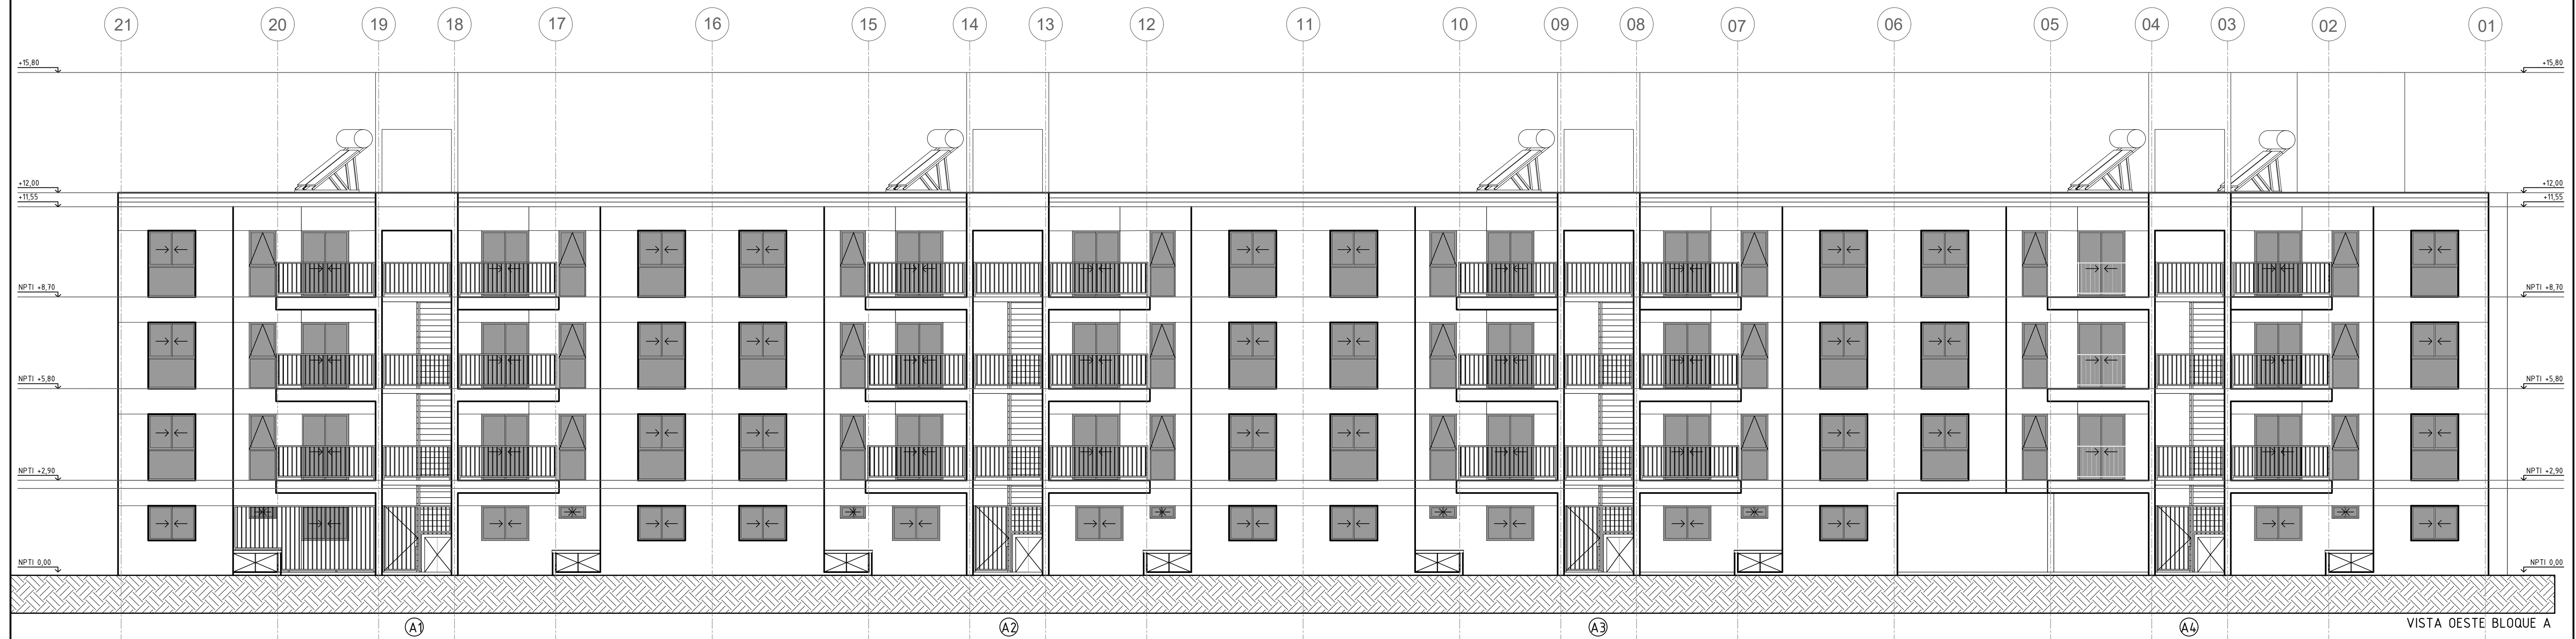 21 20 19 18 17 16 15 14 13 12 11 10 09 08 07 06 05 04 03 02 01
+15,80 +15,80
+12,00 +12,00
+11,55 +11,55
NPTI +8,70 NPTI +8,70
NPTI +5,80 NPTI +5,80
NPTI +2,90 NPTI +2,90
NPTI 0,00 NPTI 0,00
A1 A2 A3 A4
VISTA OESTE BLOQUE A